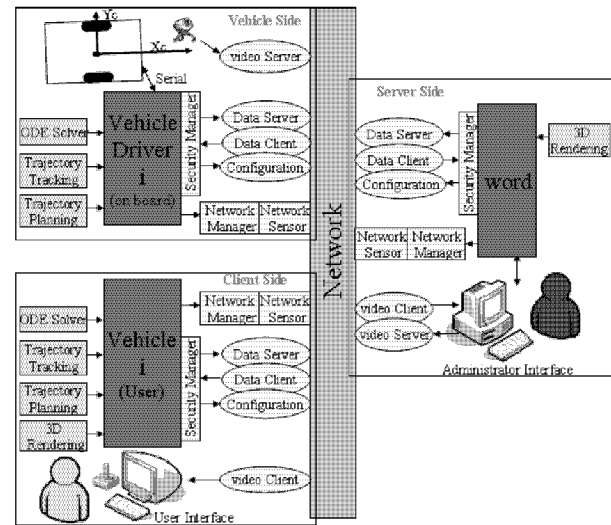 Vehicle Side
Yc
Xc
video Server
Serial
ODE Solver
Trajectory
Tracking
Trajectory
Planning
Vehicle
Driver
i
(on board)
Security Manager
Data Server
Data Client
Configuration
Network
Manager
Network
Sensor
Client Side
ODE Solver
Trajectory
Tracking
Trajectory
Planning
3D
Rendering
Vehicle
i
(User)
Network
Manager
Network
Sensor
Security
Manager
Data Server
Data Client
Configuration
video Client
User Interface
Network
Server Side
Data Server
Data Client
Configuration
Security
Manager
word
3D
Rendering
Network
Sensor
Network
Manager
video Client
video Server
Administrator Interface